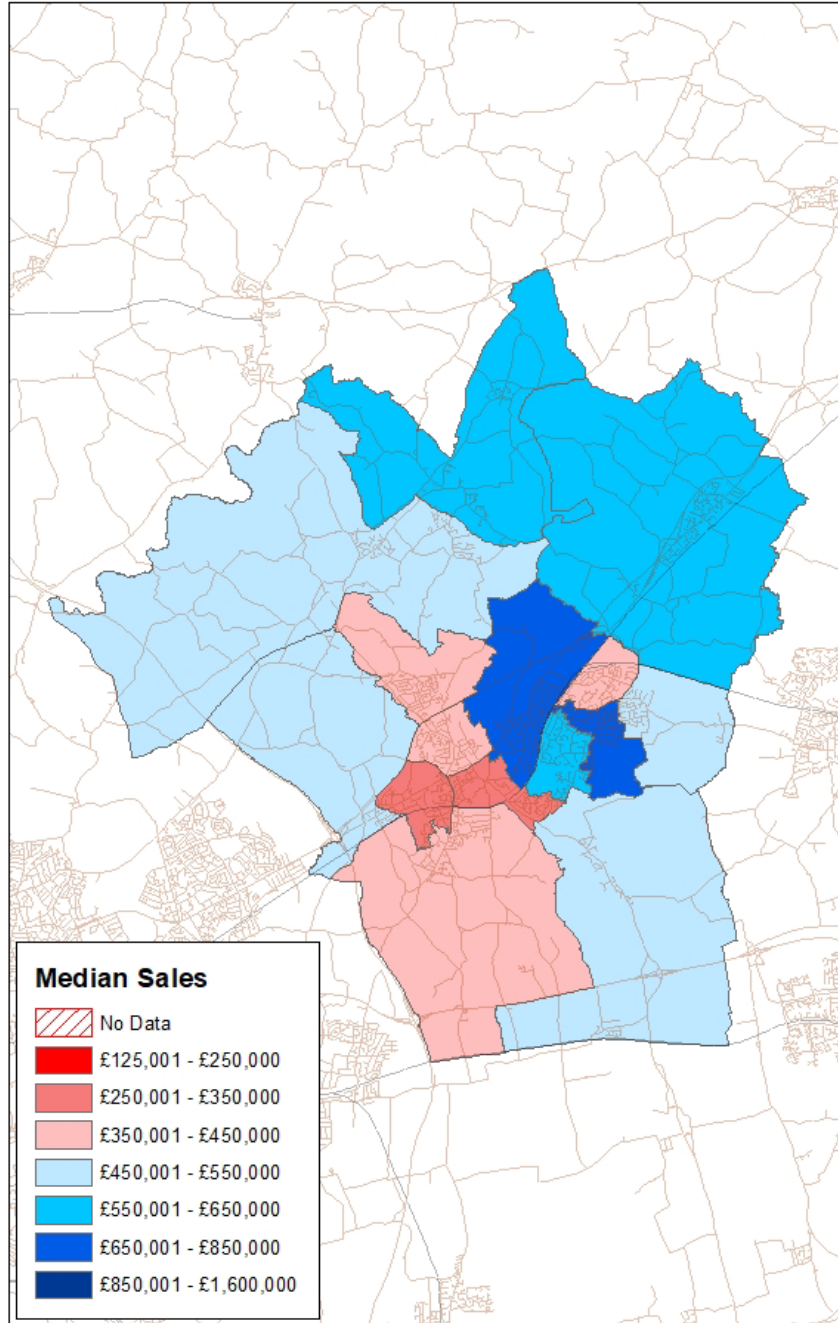 Median Sales
No Data
£125,001 - £250,000
£250,001 - £350,000
£350,001 - £450,000
£450,001 - £550,000
£550,001 - £650,000
£650,001 - £850,000
£850,001 - £1,600,000